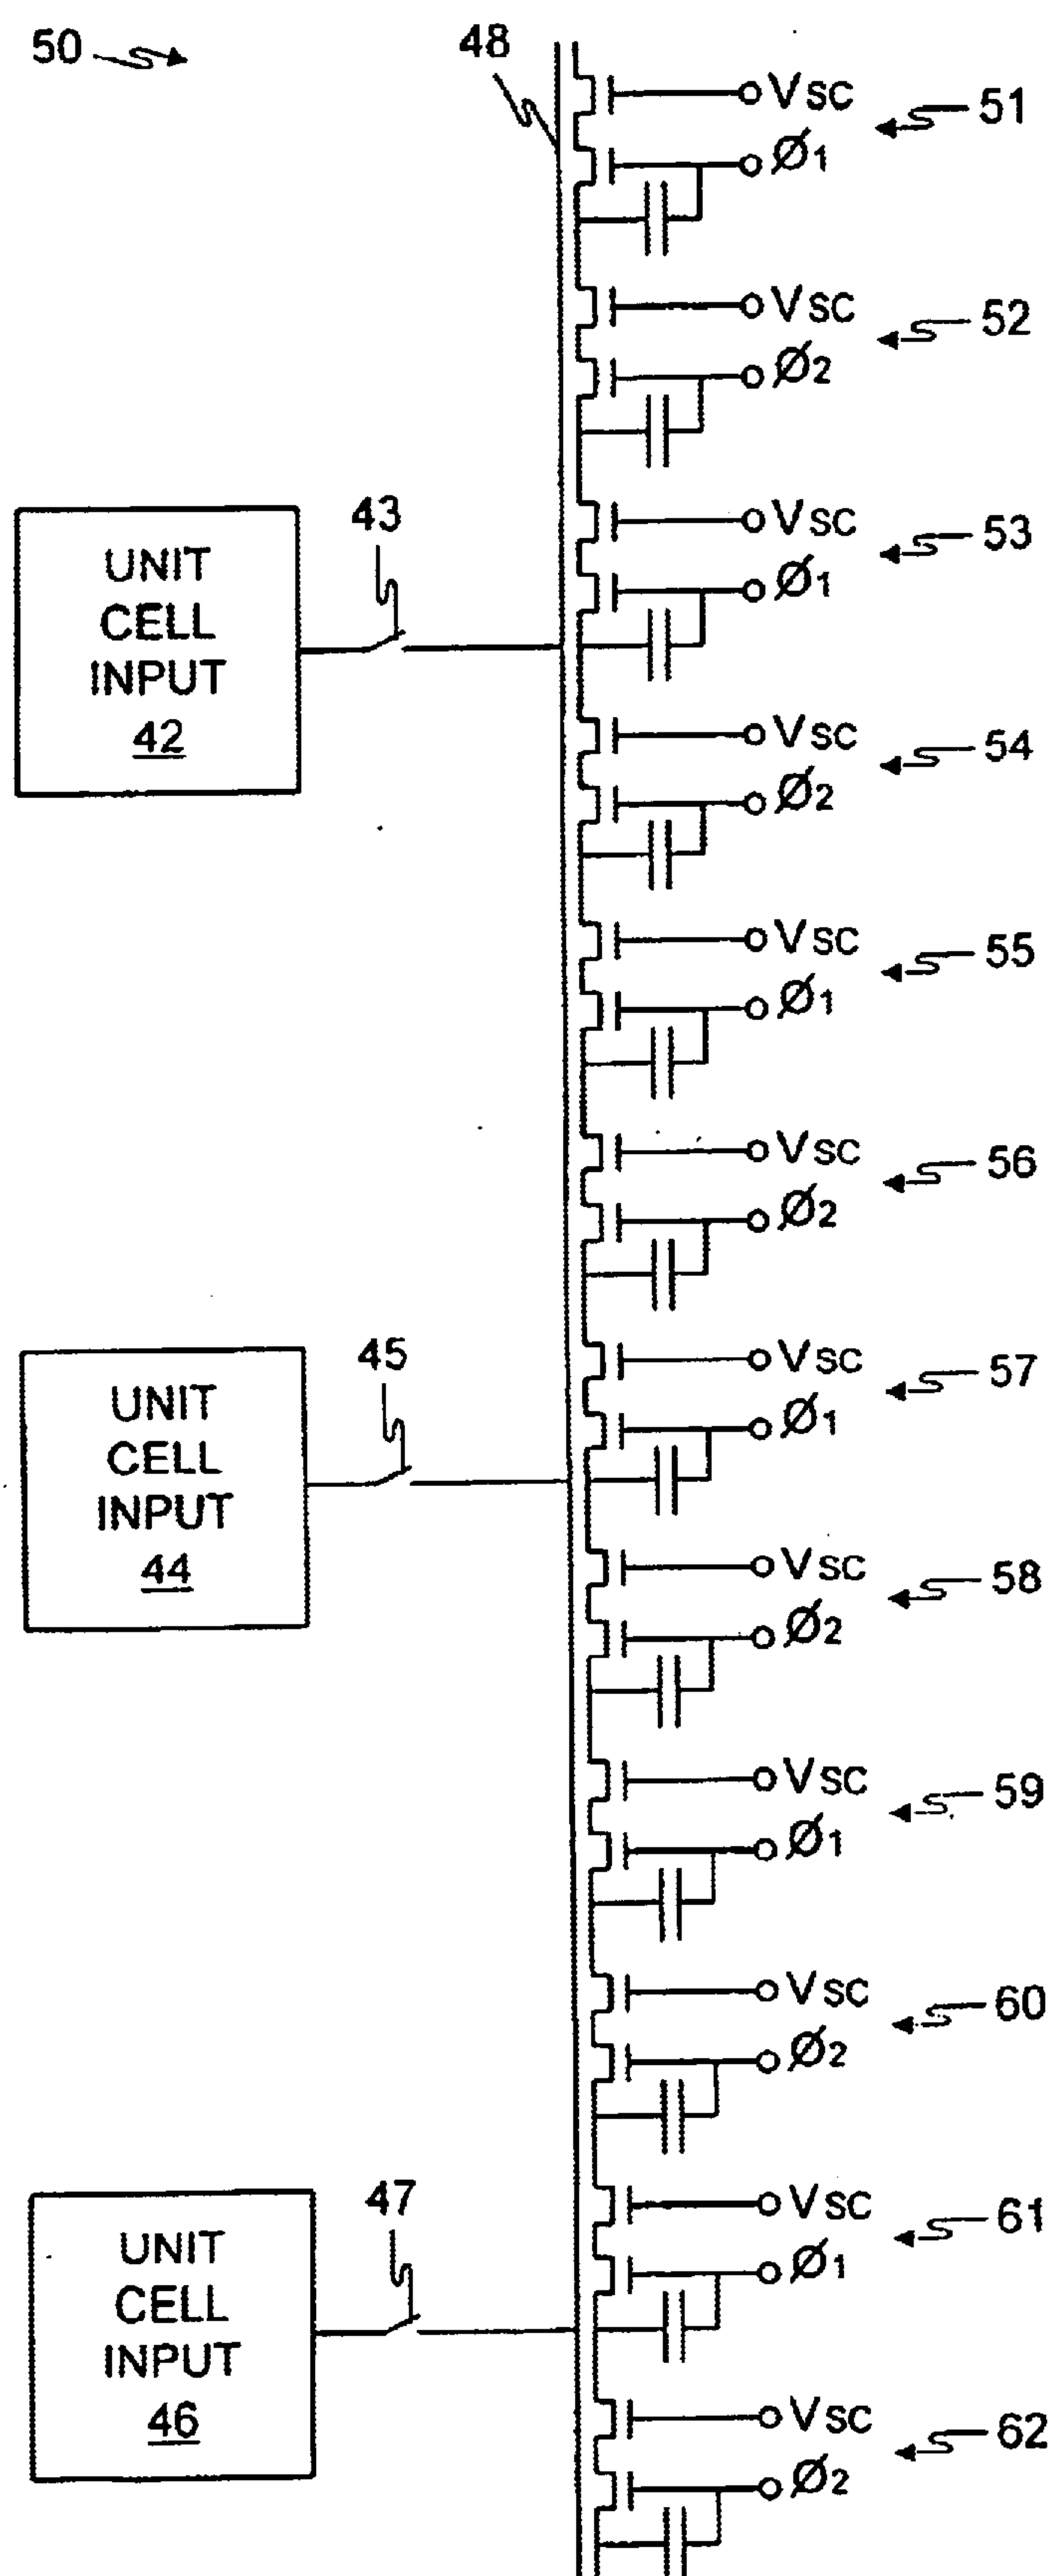 50
48
VSC
51
Ø1
VSC
52
Ø2
43
VSC
53
Ø1
UNIT
CELL
INPUT
42
VSC
54
Ø2
VSC
55
Ø1
VSC
56
Ø2
45
VSC
57
Ø1
UNIT
CELL
INPUT
44
VSC
58
Ø2
VSC
59
Ø1
VSC
60
Ø2
47
VSC
61
Ø1
UNIT
CELL
INPUT
46
VSC
62
Ø2